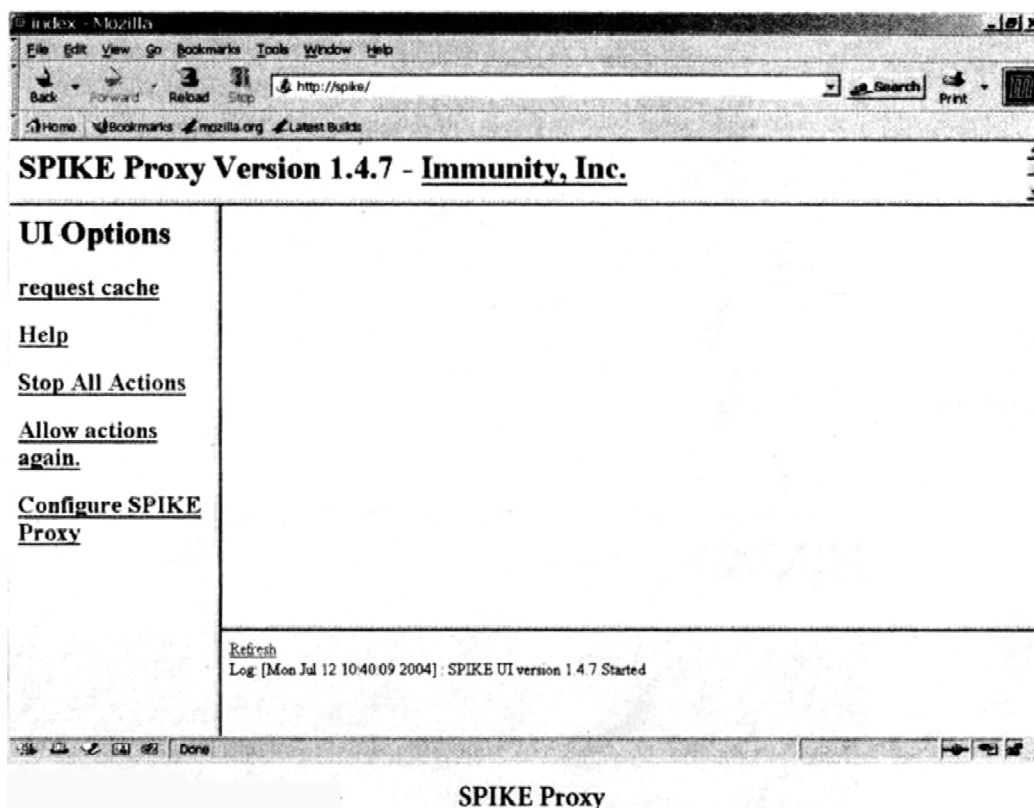 index - Mozilla
File Edit View Go Bookmarks Tools Window Help
Back Forward Reload Stop http://spike/ Search Print
Home Bookmarks mozilla.org Latest Builds
SPIKE Proxy Version 1.4.7 - Immunity, Inc.
UI Options
request cache
Help
Stop All Actions
Allow actions
again.
Configure SPIKE
Proxy
Refresh
Log: [Mon Jul 12 10:40:09 2004] : SPIKE UI version 1.4.7 Started
Done
SPIKE Proxy